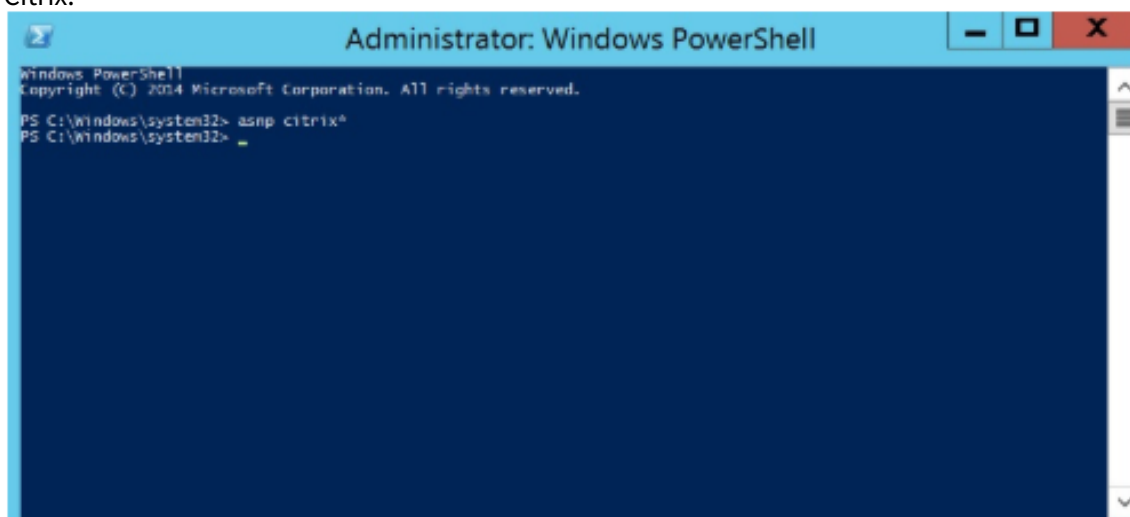 Citrix.
Administrator: Windows PowerShell
Windows PowerShell
Copyright (C) 2014 Microsoft Corporation. All rights reserved.
PS C:\Windows\system32> asnp citrix*
PS C:\Windows\system32> _